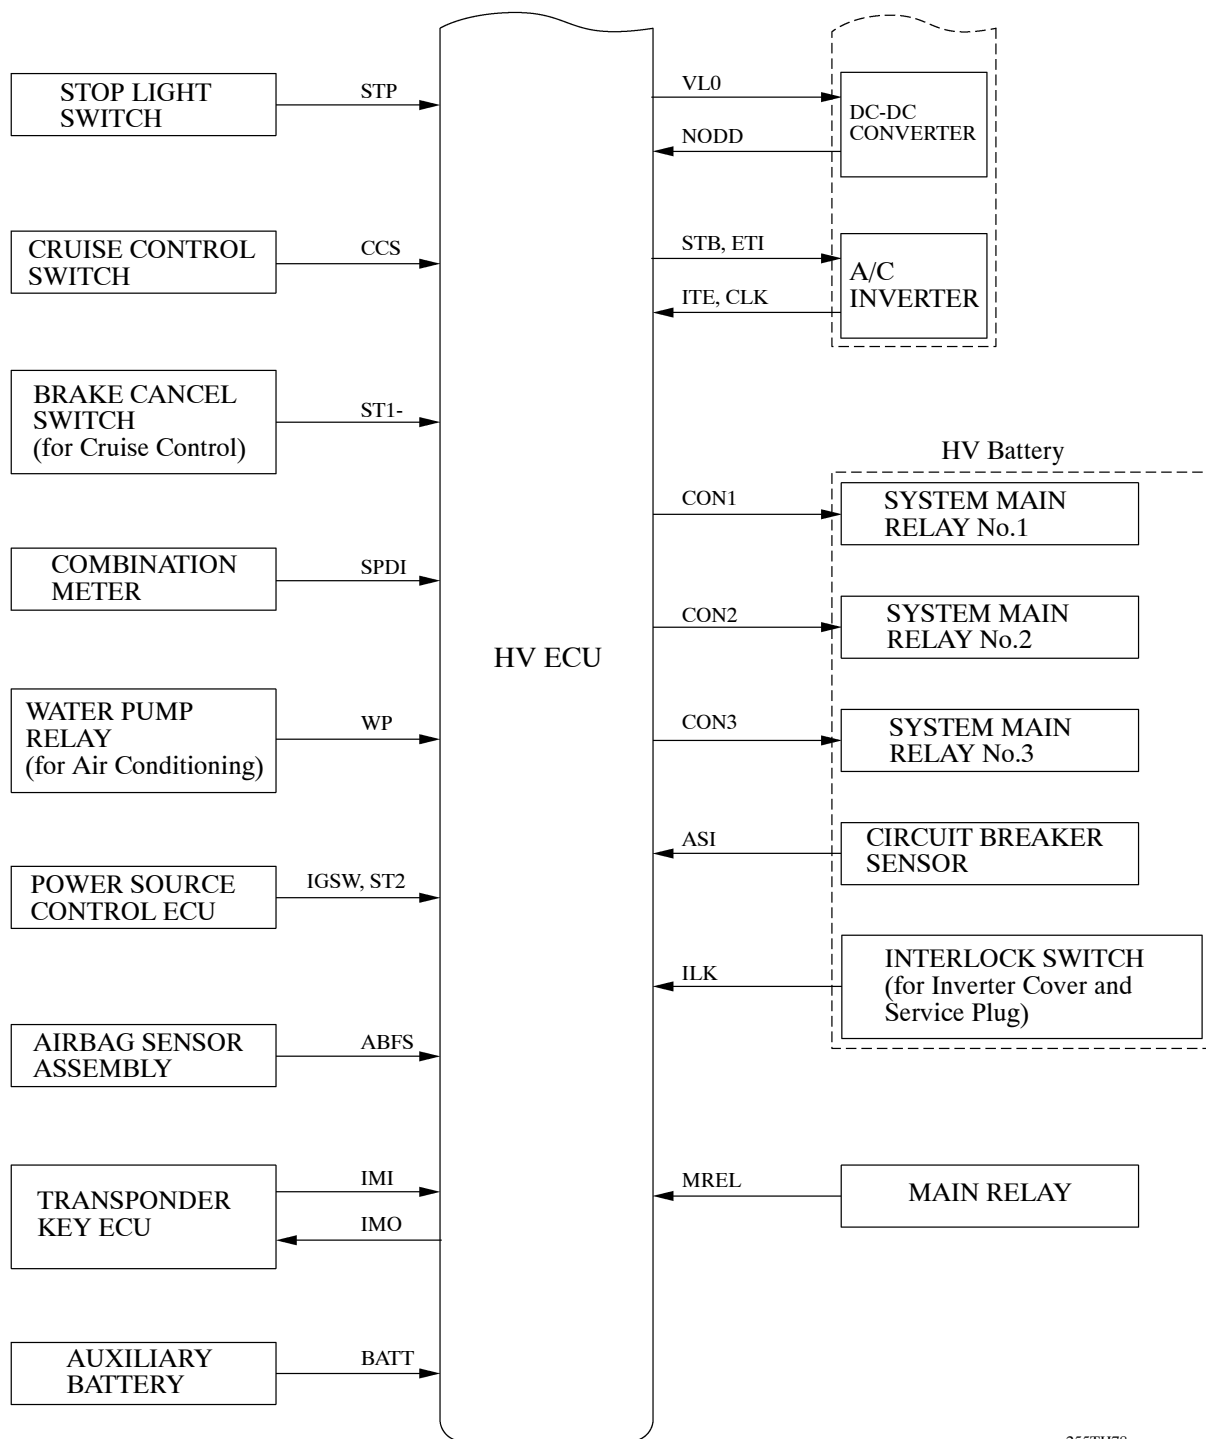 STOP LIGHT
SWITCH
STP
CRUISE CONTROL
SWITCH
CCS
BRAKE CANCEL
SWITCH
(for Cruise Control)
ST1-
COMBINATION
METER
SPDI
WATER PUMP
RELAY
(for Air Conditioning)
WP
POWER SOURCE
CONTROL ECU
IGSW, ST2
AIRBAG SENSOR
ASSEMBLY
ABFS
TRANSPONDER
KEY ECU
IMI
IMO
AUXILIARY
BATTERY
BATT
HV ECU
VL0
NODD
DC-DC
CONVERTER
STB, ETI
ITE, CLK
A/C
INVERTER
HV Battery
CON1
SYSTEM MAIN
RELAY No.1
CON2
SYSTEM MAIN
RELAY No.2
CON3
SYSTEM MAIN
RELAY No.3
ASI
CIRCUIT BREAKER
SENSOR
ILK
INTERLOCK SWITCH
(for Inverter Cover and
Service Plug)
MREL
MAIN RELAY